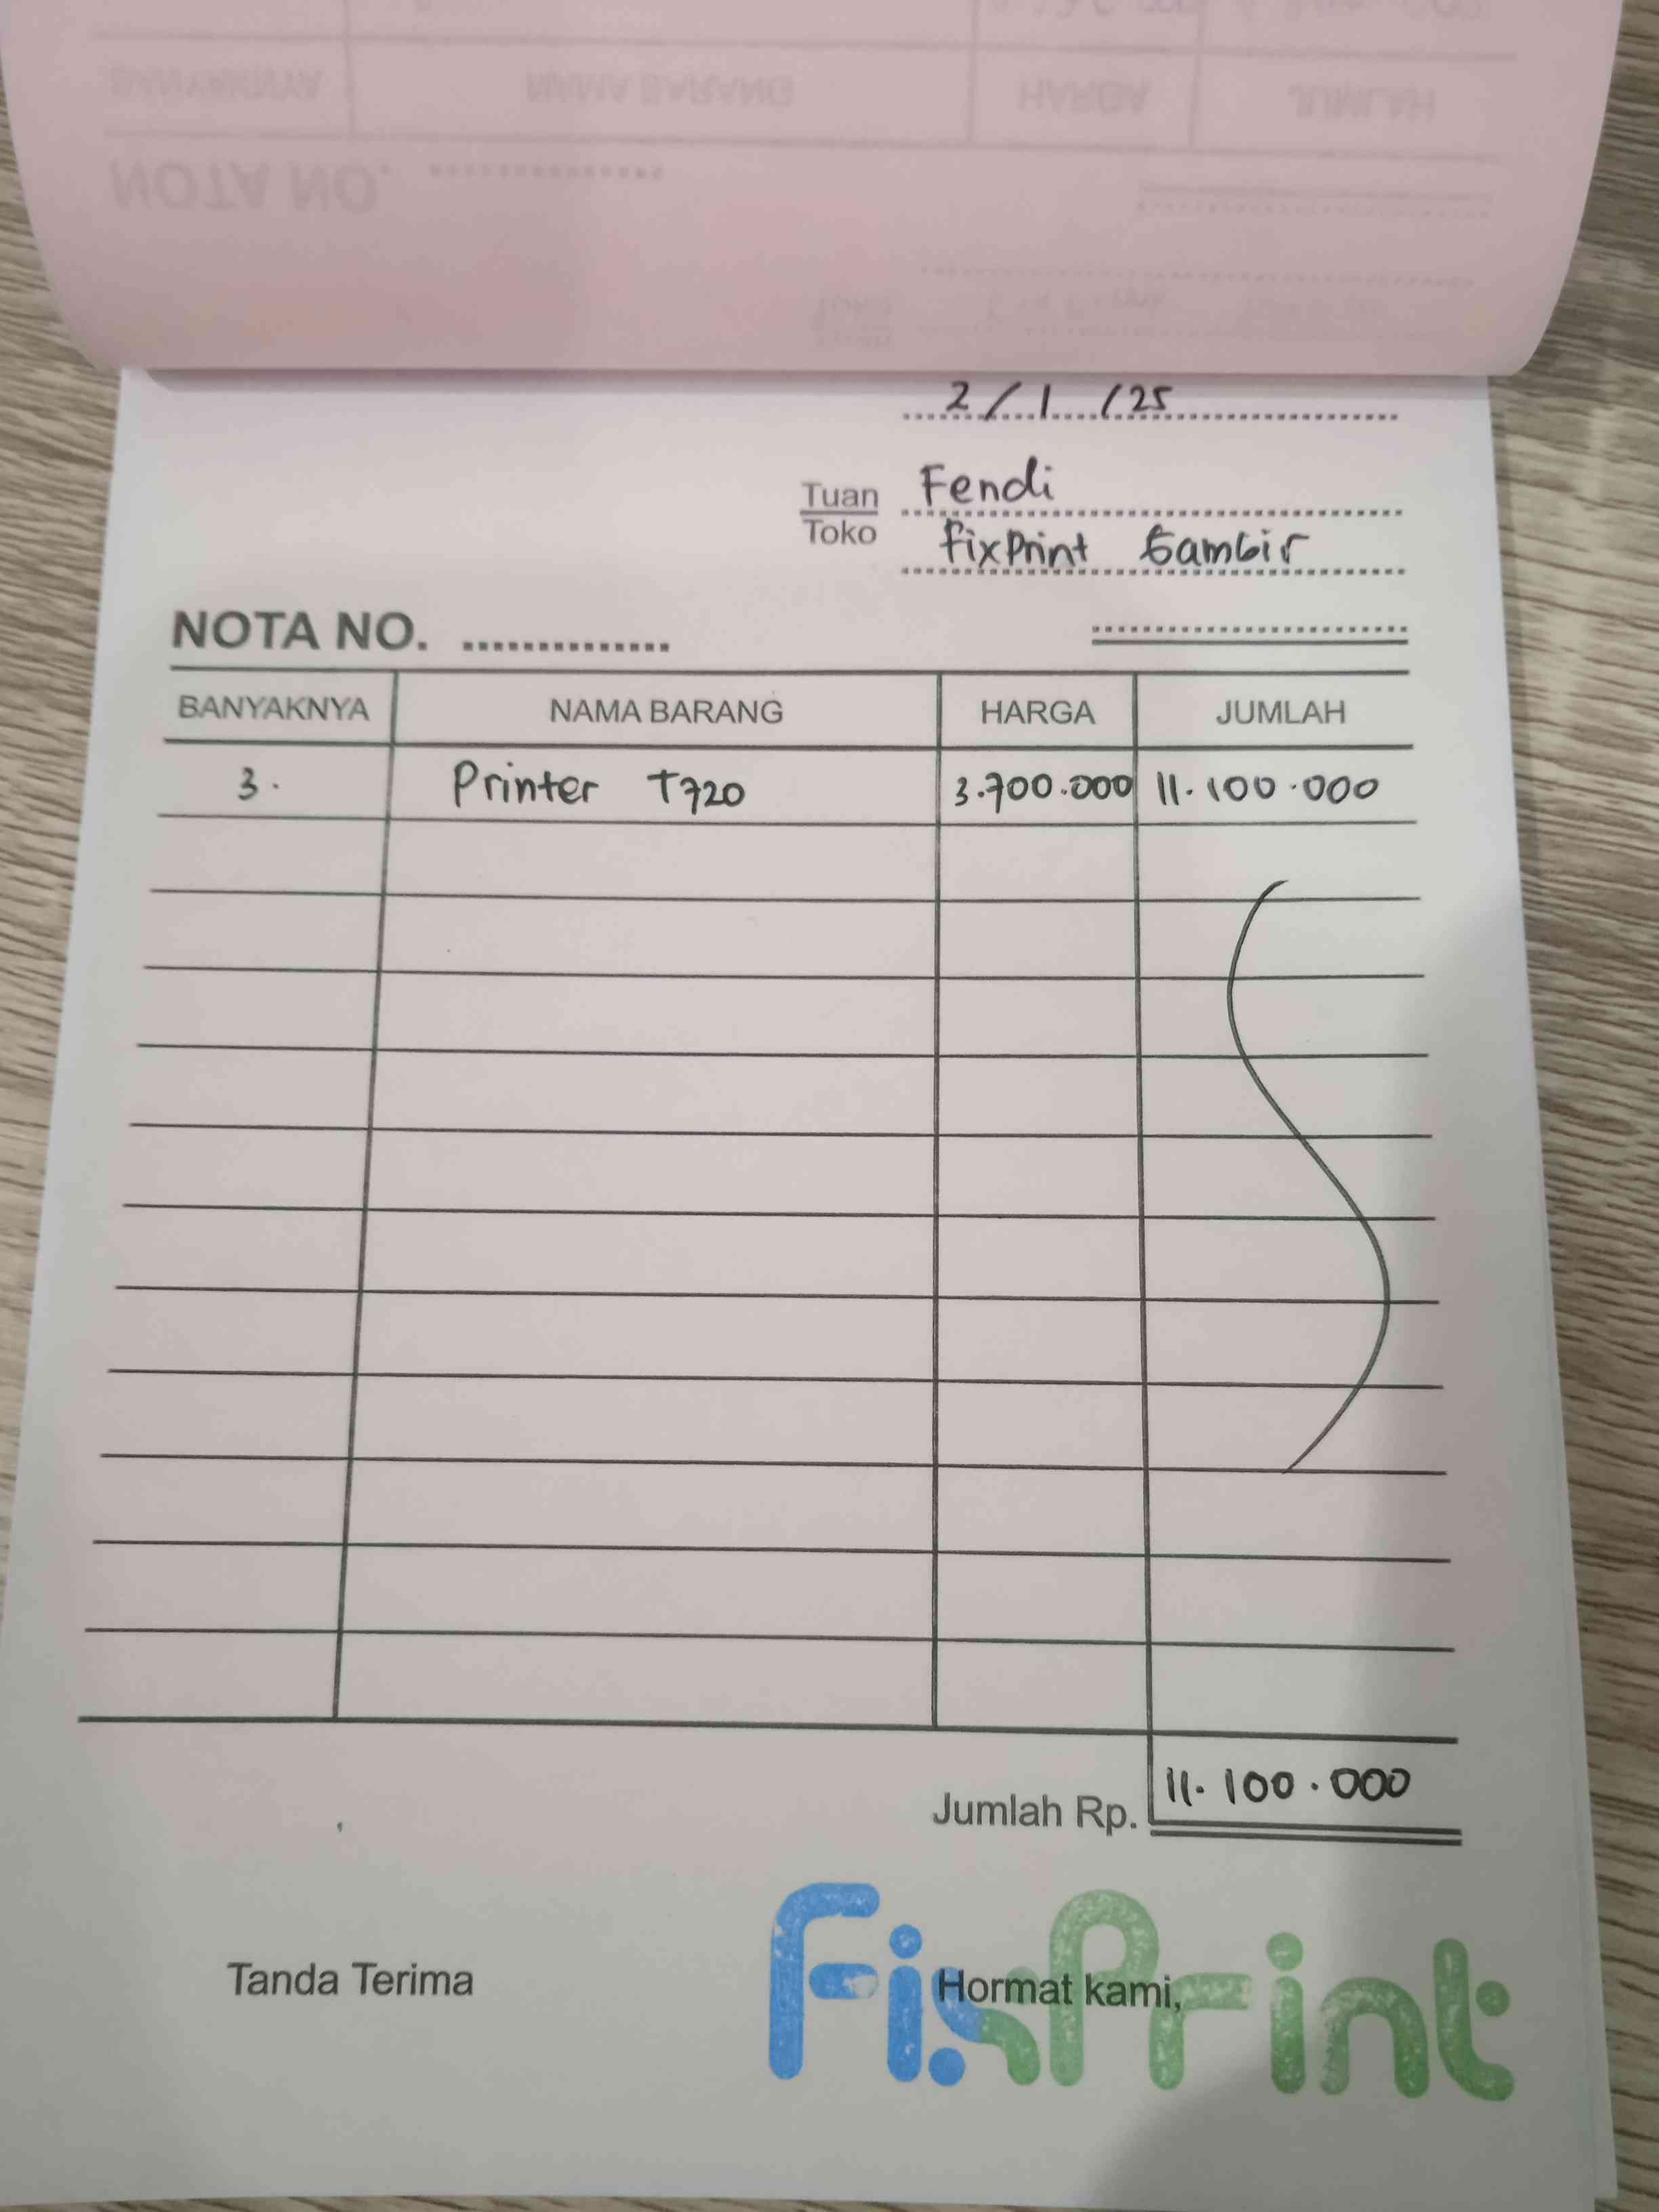 2/1/25
Tuan Fendi
Toko fixPrint Gambir
NOTA NO. ..............
BANYAKNYA NAMA BARANG HARGA JUMLAH
3. Printer T720 3.700.000 11.100.000
Jumlah Rp. 11.100.000
Tanda Terima Hormat kami,
FixPrint